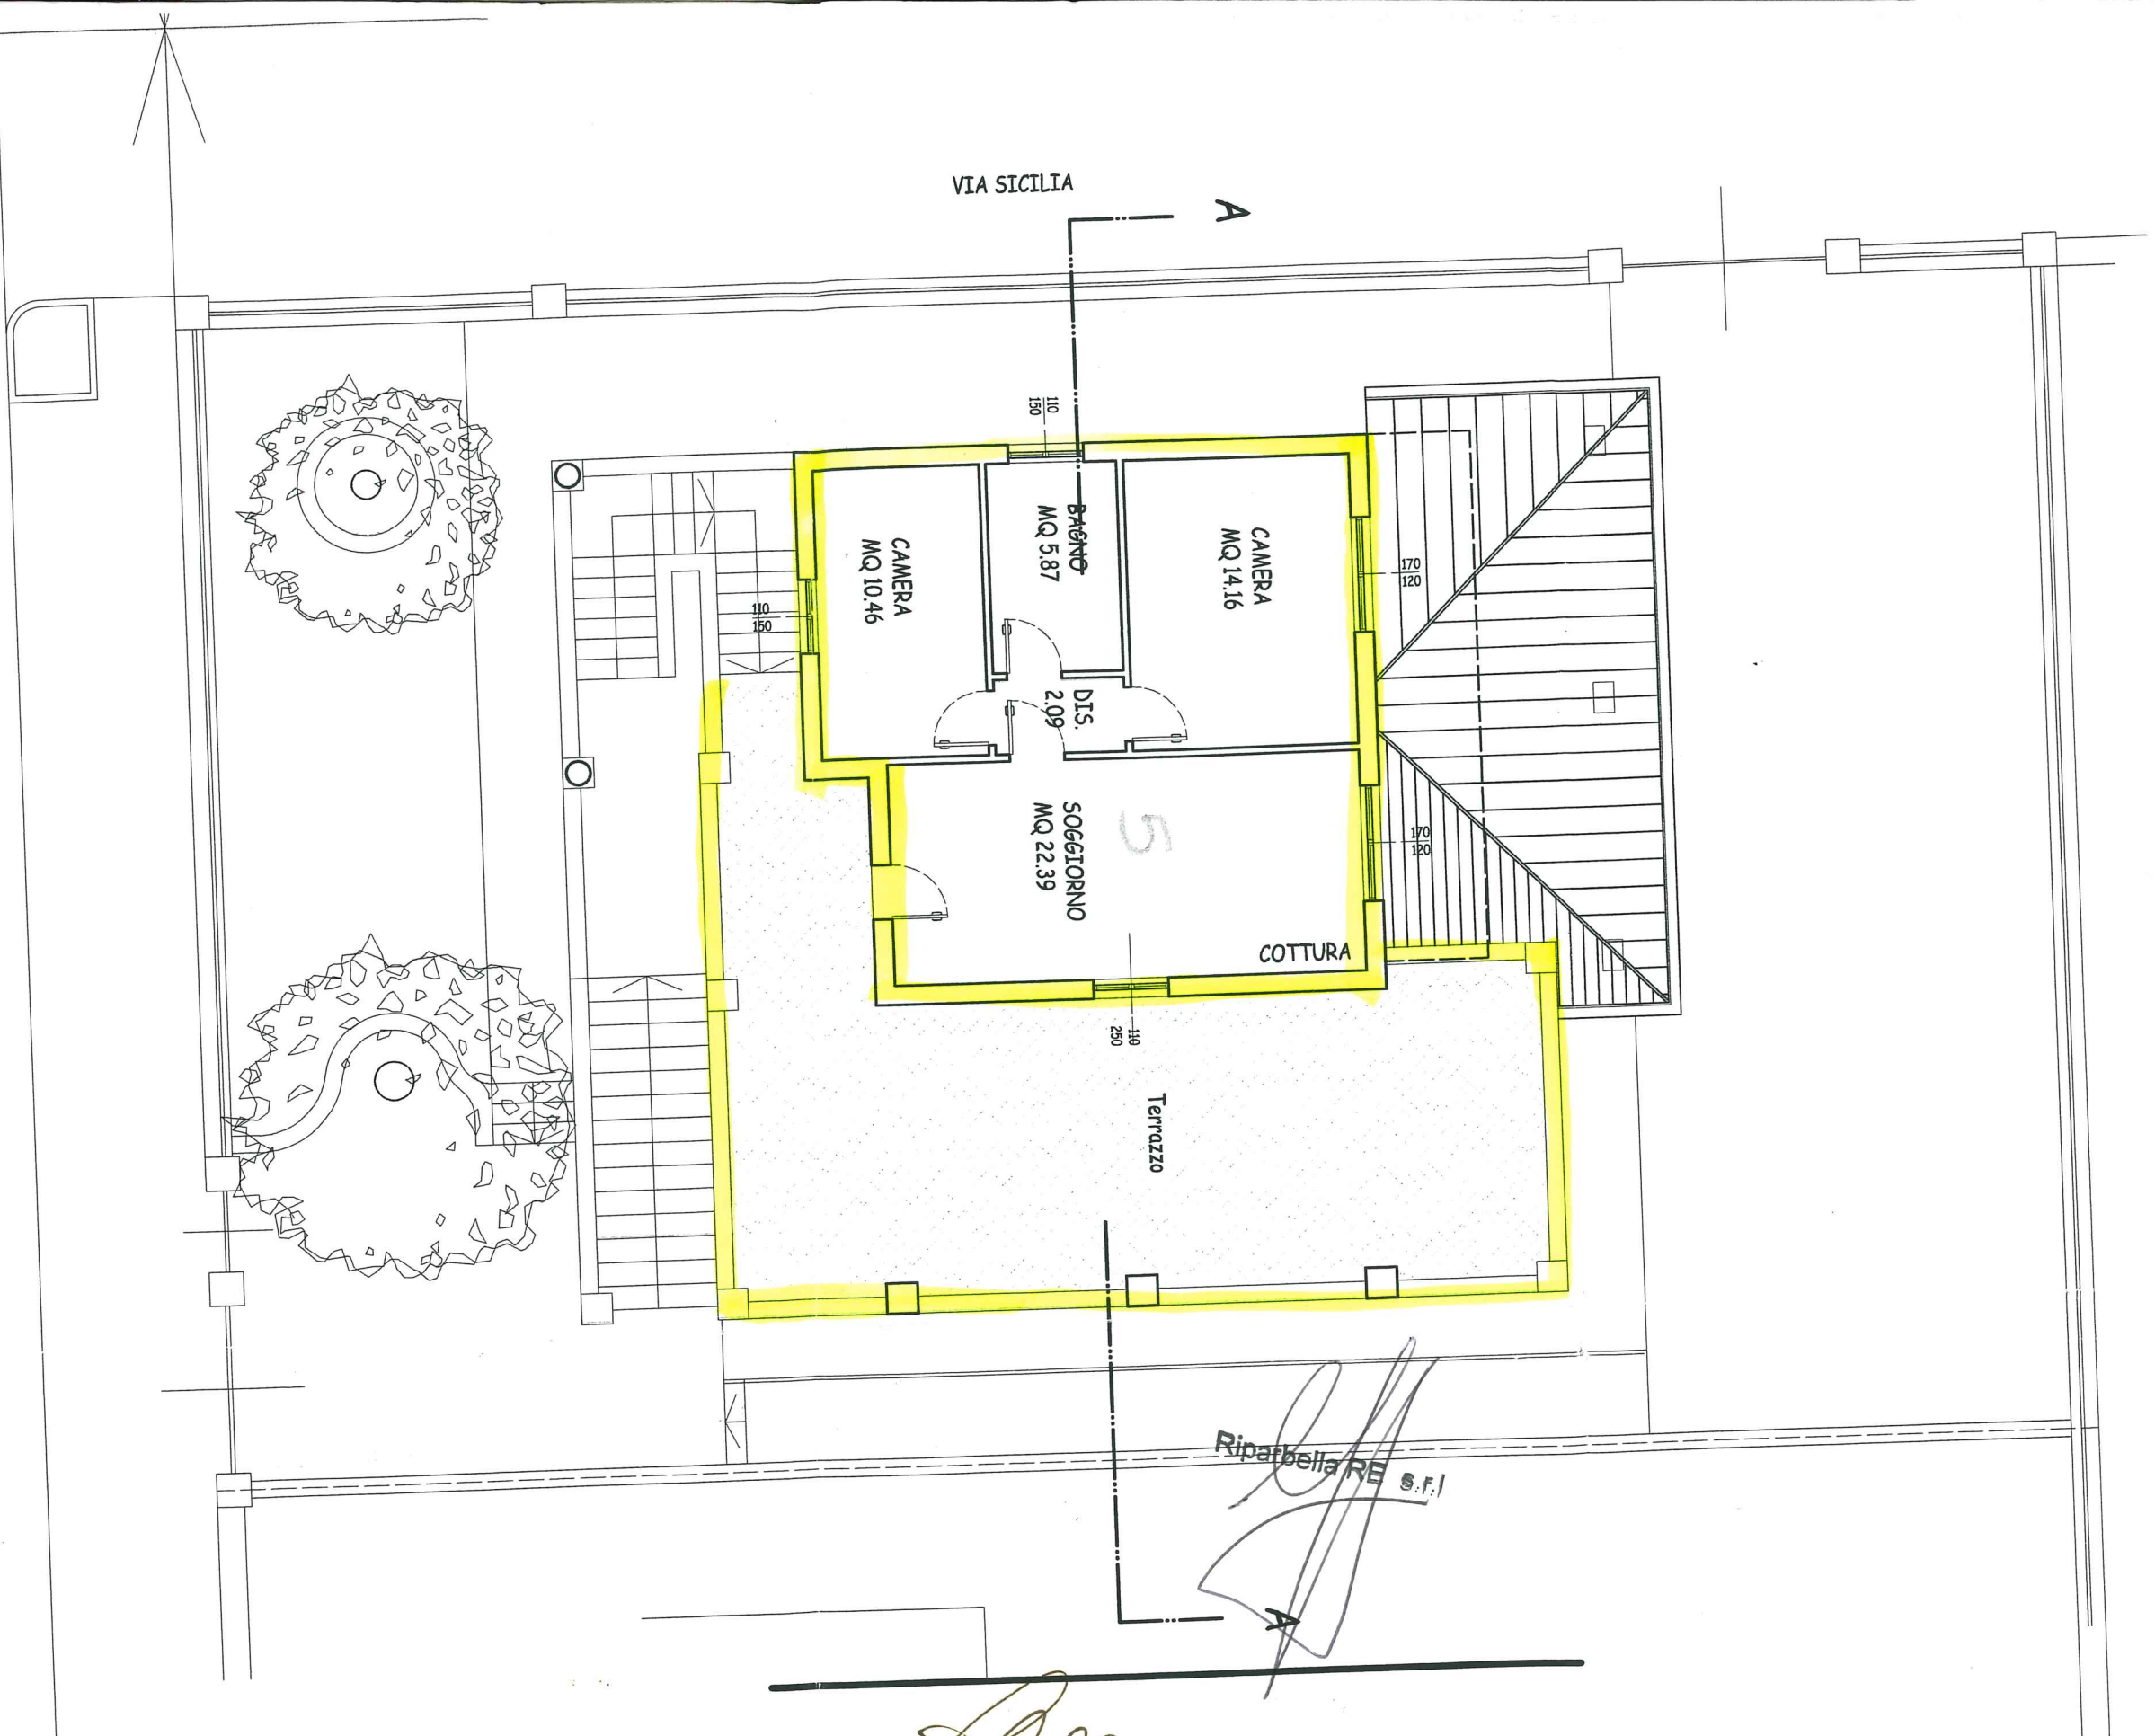 VIA SICILIA
A
110
150
BAGNO
MQ 5.87
CAMERA
MQ 14.16
170
120
CAMERA
MQ 10.46
110
150
DIS.
2.09
SOGGIORNO
MQ 22.39
5
170
120
COTTURA
110
250
Terrazzo
Riparbella RE s.r.l
A